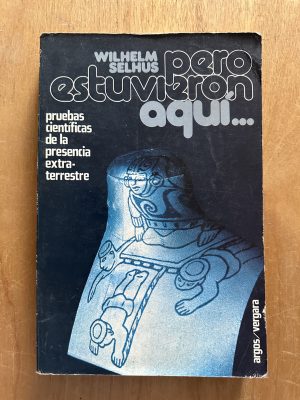 WILHELM
SELHUS
pero
estuvieron
aquí...
pruebas
científicas
de la
presencia
extra-
terrestre
argos/vergara